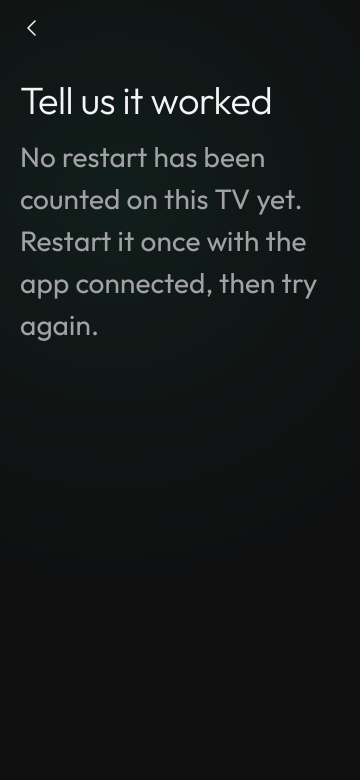 Tell us it worked
No restart has been
counted on this TV yet.
Restart it once with the
app connected, then try
again.